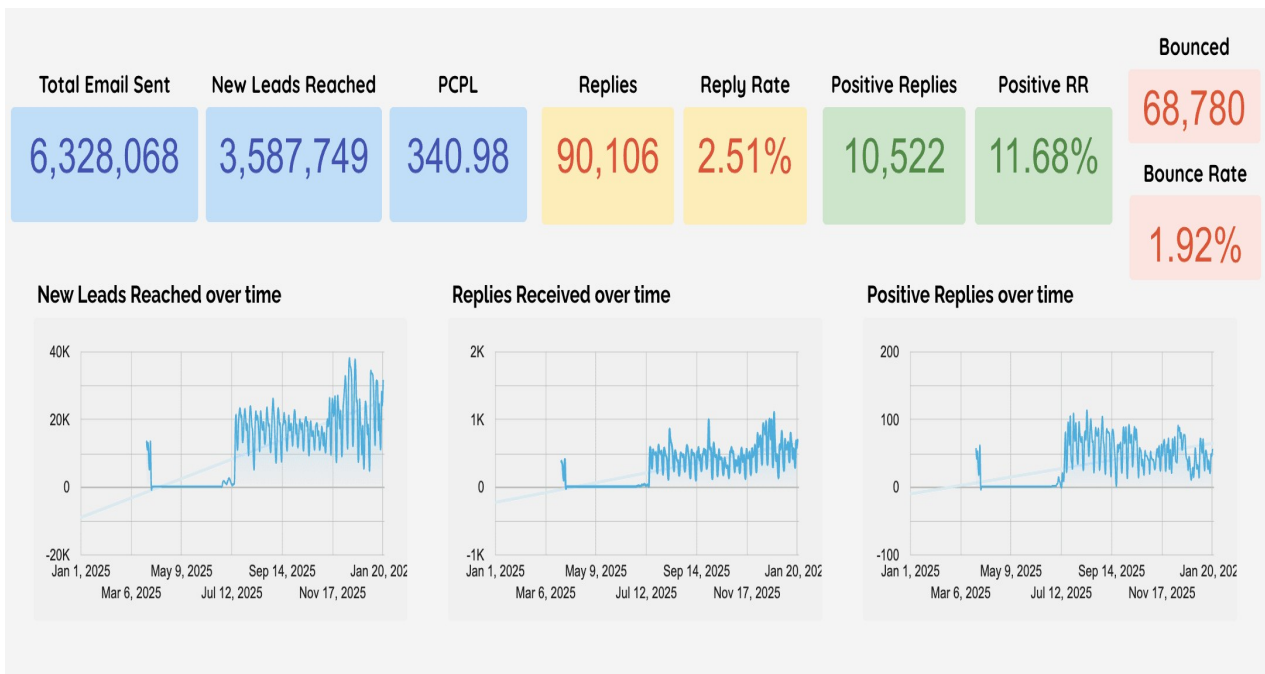 Total Email Sent
6,328,068
New Leads Reached
3,587,749
PCPL
340.98
Replies
90,106
Reply Rate
2.51%
Positive Replies
10,522
Positive RR
11.68%
Bounced
68,780
Bounce Rate
1.92%
New Leads Reached over time
40K
20K
0
-20K
Jan 1, 2025
Mar 6, 2025
May 9, 2025
Jul 12, 2025
Sep 14, 2025
Nov 17, 2025
Jan 20, 202
Replies Received over time
2K
1K
0
-1K
Jan 1, 2025
Mar 6, 2025
May 9, 2025
Jul 12, 2025
Sep 14, 2025
Nov 17, 2025
Jan 20, 202
Positive Replies over time
200
100
0
-100
Jan 1, 2025
Mar 6, 2025
May 9, 2025
Jul 12, 2025
Sep 14, 2025
Nov 17, 2025
Jan 20, 202